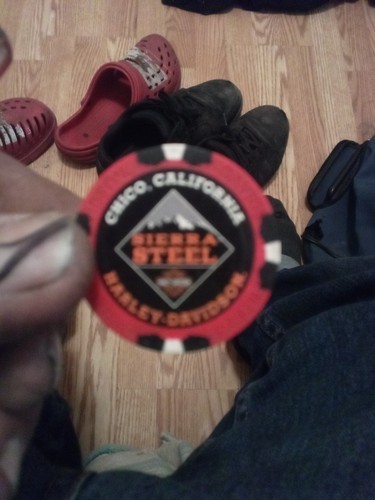 CHICO, CALIFORNIA
SIERRA
STEEL
HARLEY-DAVIDSON